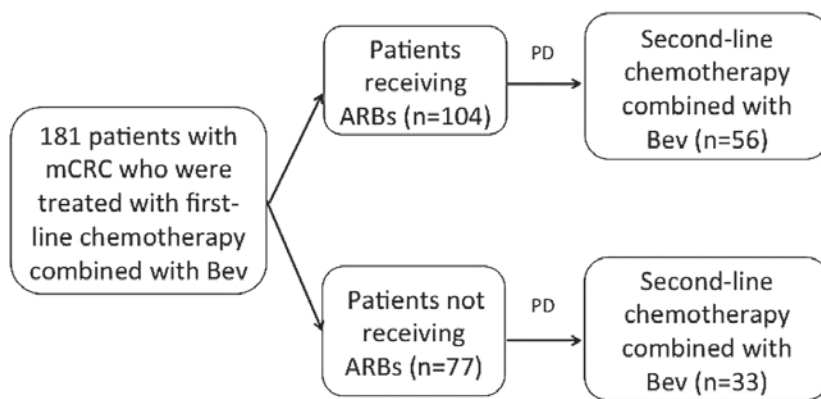 181 patients with
mCRC who were
treated with first-
line chemotherapy
combined with Bev
Patients
receiving
ARBs (n=104)
PD
Second-line
chemotherapy
combined with
Bev (n=56)
Patients not
receiving
ARBs (n=77)
PD
Second-line
chemotherapy
combined with
Bev (n=33)